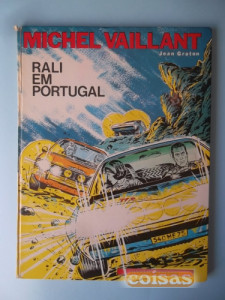 MICHEL VAILLANT
Jean Graton
RALI
EM
PORTUGAL
coisas